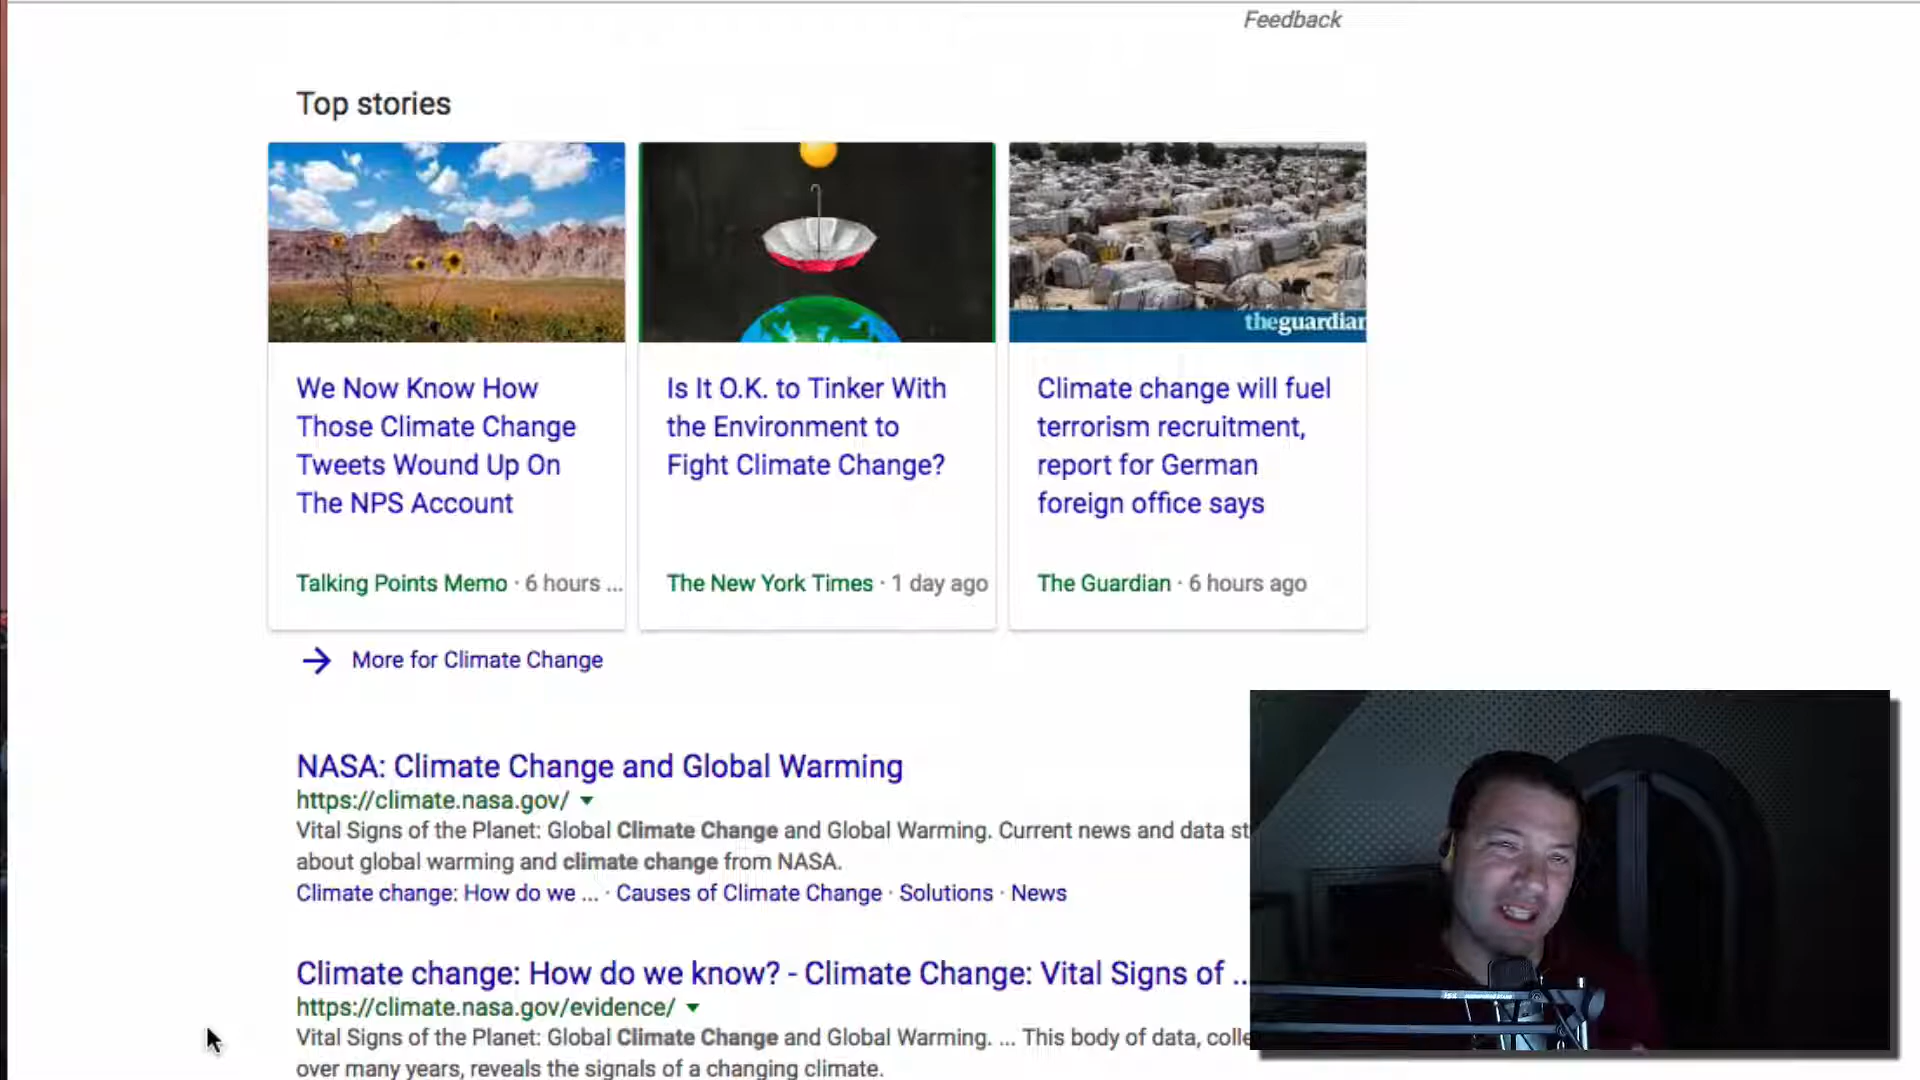 Feedback
Top stories
theguardian
We Now Know How
Those Climate Change
Tweets Wound Up On
The NPS Account
Talking Points Memo · 6 hours ...
Is It O.K. to Tinker With
the Environment to
Fight Climate Change?
The New York Times · 1 day ago
Climate change will fuel
terrorism recruitment,
report for German
foreign office says
The Guardian · 6 hours ago
More for Climate Change
NASA: Climate Change and Global Warming
https://climate.nasa.gov/
Vital Signs of the Planet: Global Climate Change and Global Warming. Current news and data st
about global warming and climate change from NASA.
Climate change: How do we ... · Causes of Climate Change · Solutions · News
Climate change: How do we know? - Climate Change: Vital Signs of ...
https://climate.nasa.gov/evidence/
Vital Signs of the Planet: Global Climate Change and Global Warming. ... This body of data, colle
over many years, reveals the signals of a changing climate.